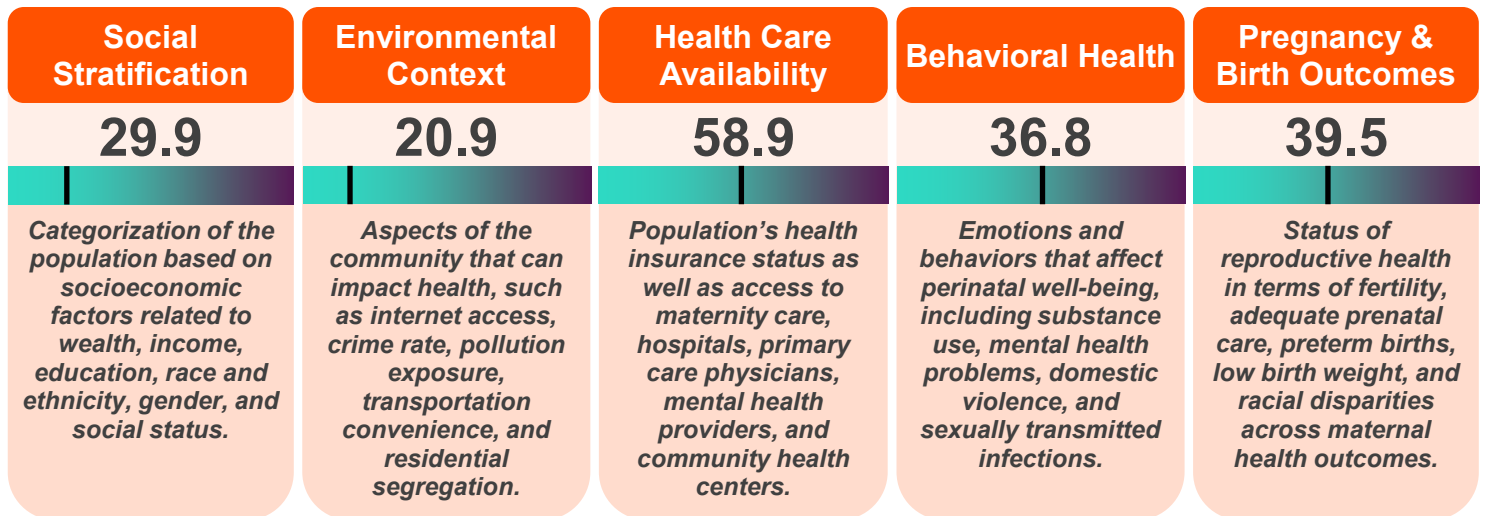 Social
Stratification
29.9
Categorization of the
population based on
socioeconomic
factors related to
wealth, income,
education, race and
ethnicity, gender, and
social status.
Environmental
Context
20.9
Aspects of the
community that can
impact health, such
as internet access,
crime rate, pollution
exposure,
transportation
convenience, and
residential
segregation.
Health Care
Availability
58.9
Population’s health
insurance status as
well as access to
maternity care,
hospitals, primary
care physicians,
mental health
providers, and
community health
centers.
Behavioral Health
36.8
Emotions and
behaviors that affect
perinatal well-being,
including substance
use, mental health
problems, domestic
violence, and
sexually transmitted
infections.
Pregnancy &
Birth Outcomes
39.5
Status of
reproductive health
in terms of fertility,
adequate prenatal
care, preterm births,
low birth weight, and
racial disparities
across maternal
health outcomes.